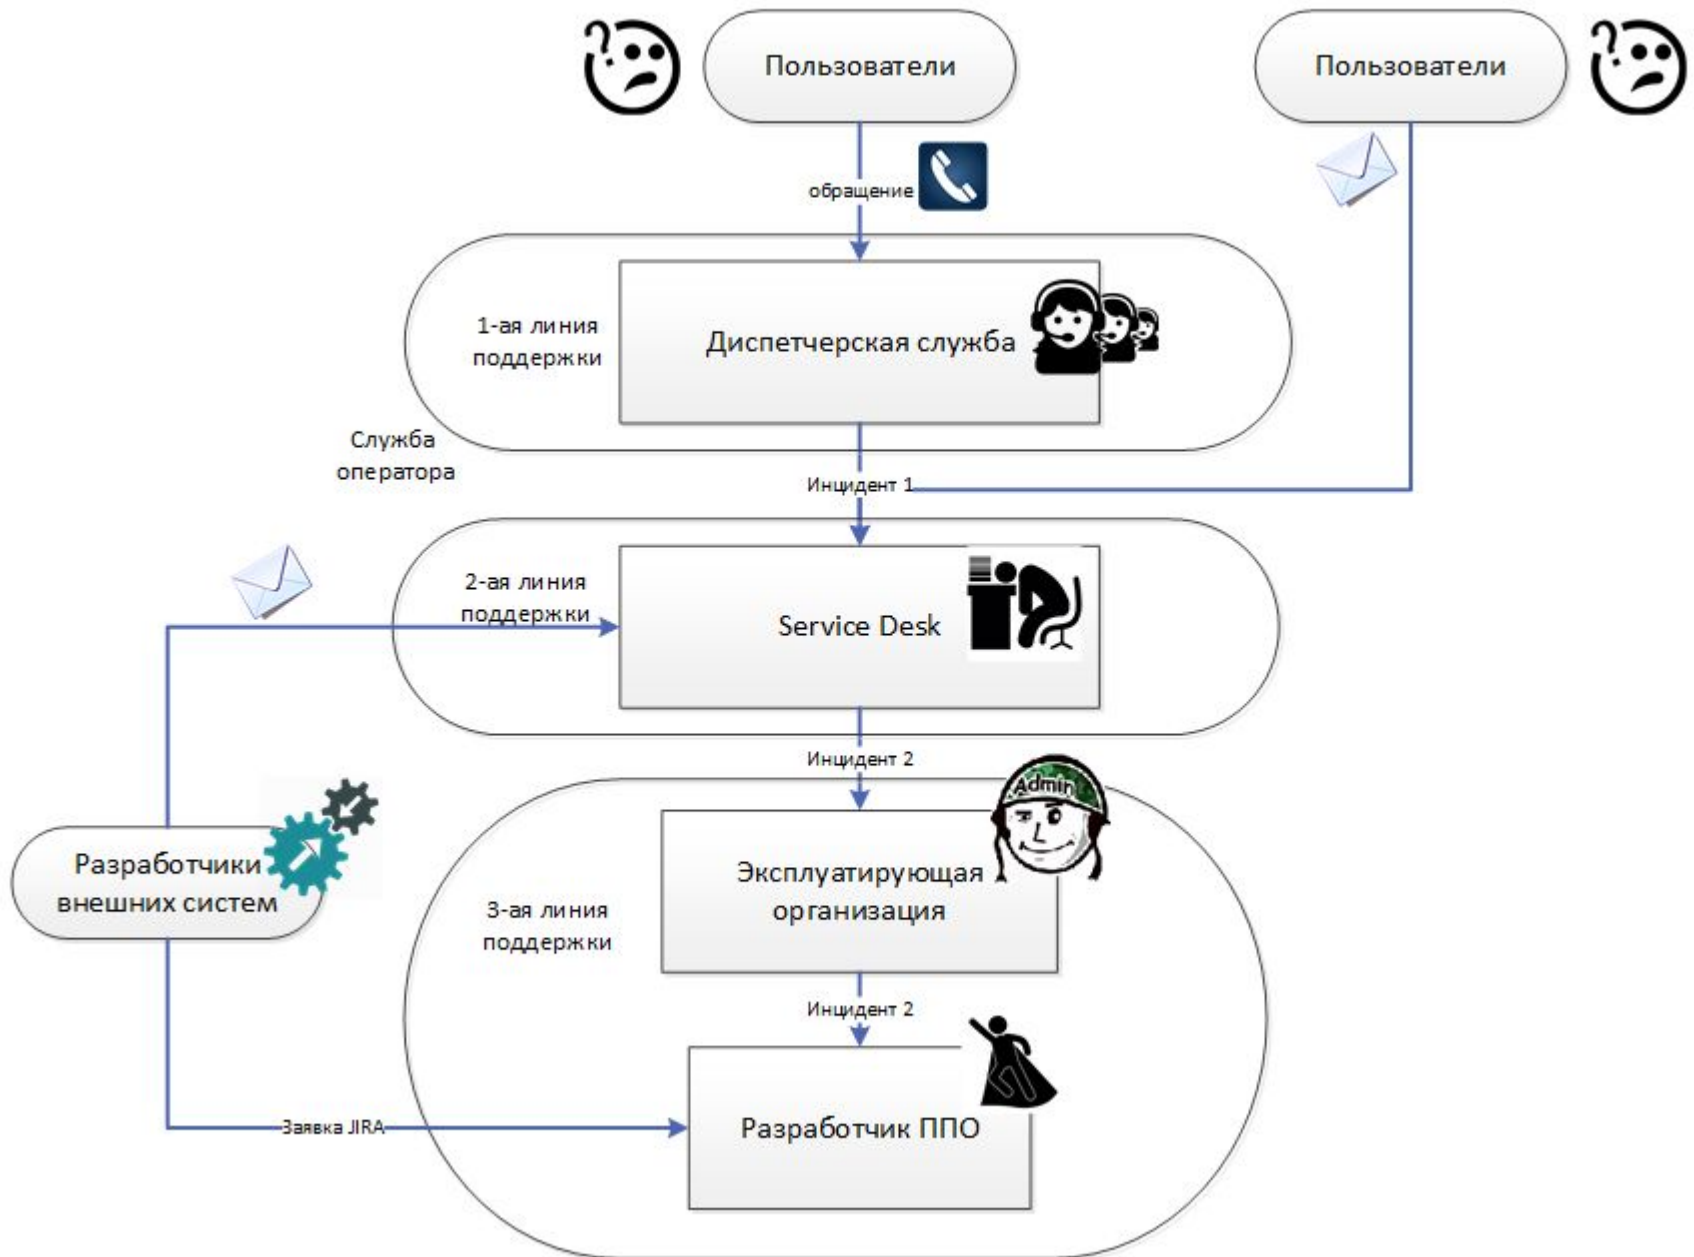 Пользователи
Пользователи
обращение
1-ая линия
поддержки
Диспетчерская служба
Служба
оператора
Инцидент 1
2-ая линия
поддержки
Service Desk
Инцидент 2
Admin
Разработчики
внешних систем
Эксплуатирующая
организация
3-ая линия
поддержки
Инцидент 2
Заявка JIRA
Разработчик ППО